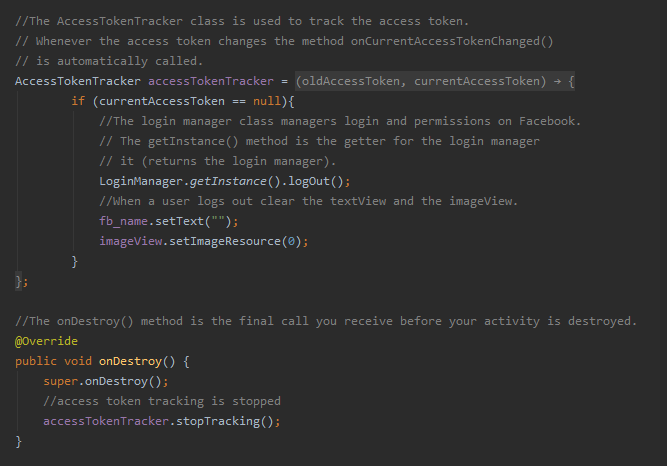 //The AccessTokenTracker class is used to track the access token.
// Whenever the access token changes the method onCurrentAccessTokenChanged()
// is automatically called.
AccessTokenTracker accessTokenTracker = (oldAccessToken, currentAccessToken) → {
        if (currentAccessToken == null){
            //The login manager class managers login and permissions on Facebook.
            // The getInstance() method is the getter for the login manager
            // it (returns the login manager).
            LoginManager.getInstance().logOut();
            //When a user logs out clear the textView and the imageView.
            fb_name.setText("");
            imageView.setImageResource(0);
        }
};
//The onDestroy() method is the final call you receive before your activity is destroyed.
@Override
public void onDestroy() {
    super.onDestroy();
    //access token tracking is stopped
    accessTokenTracker.stopTracking();
}